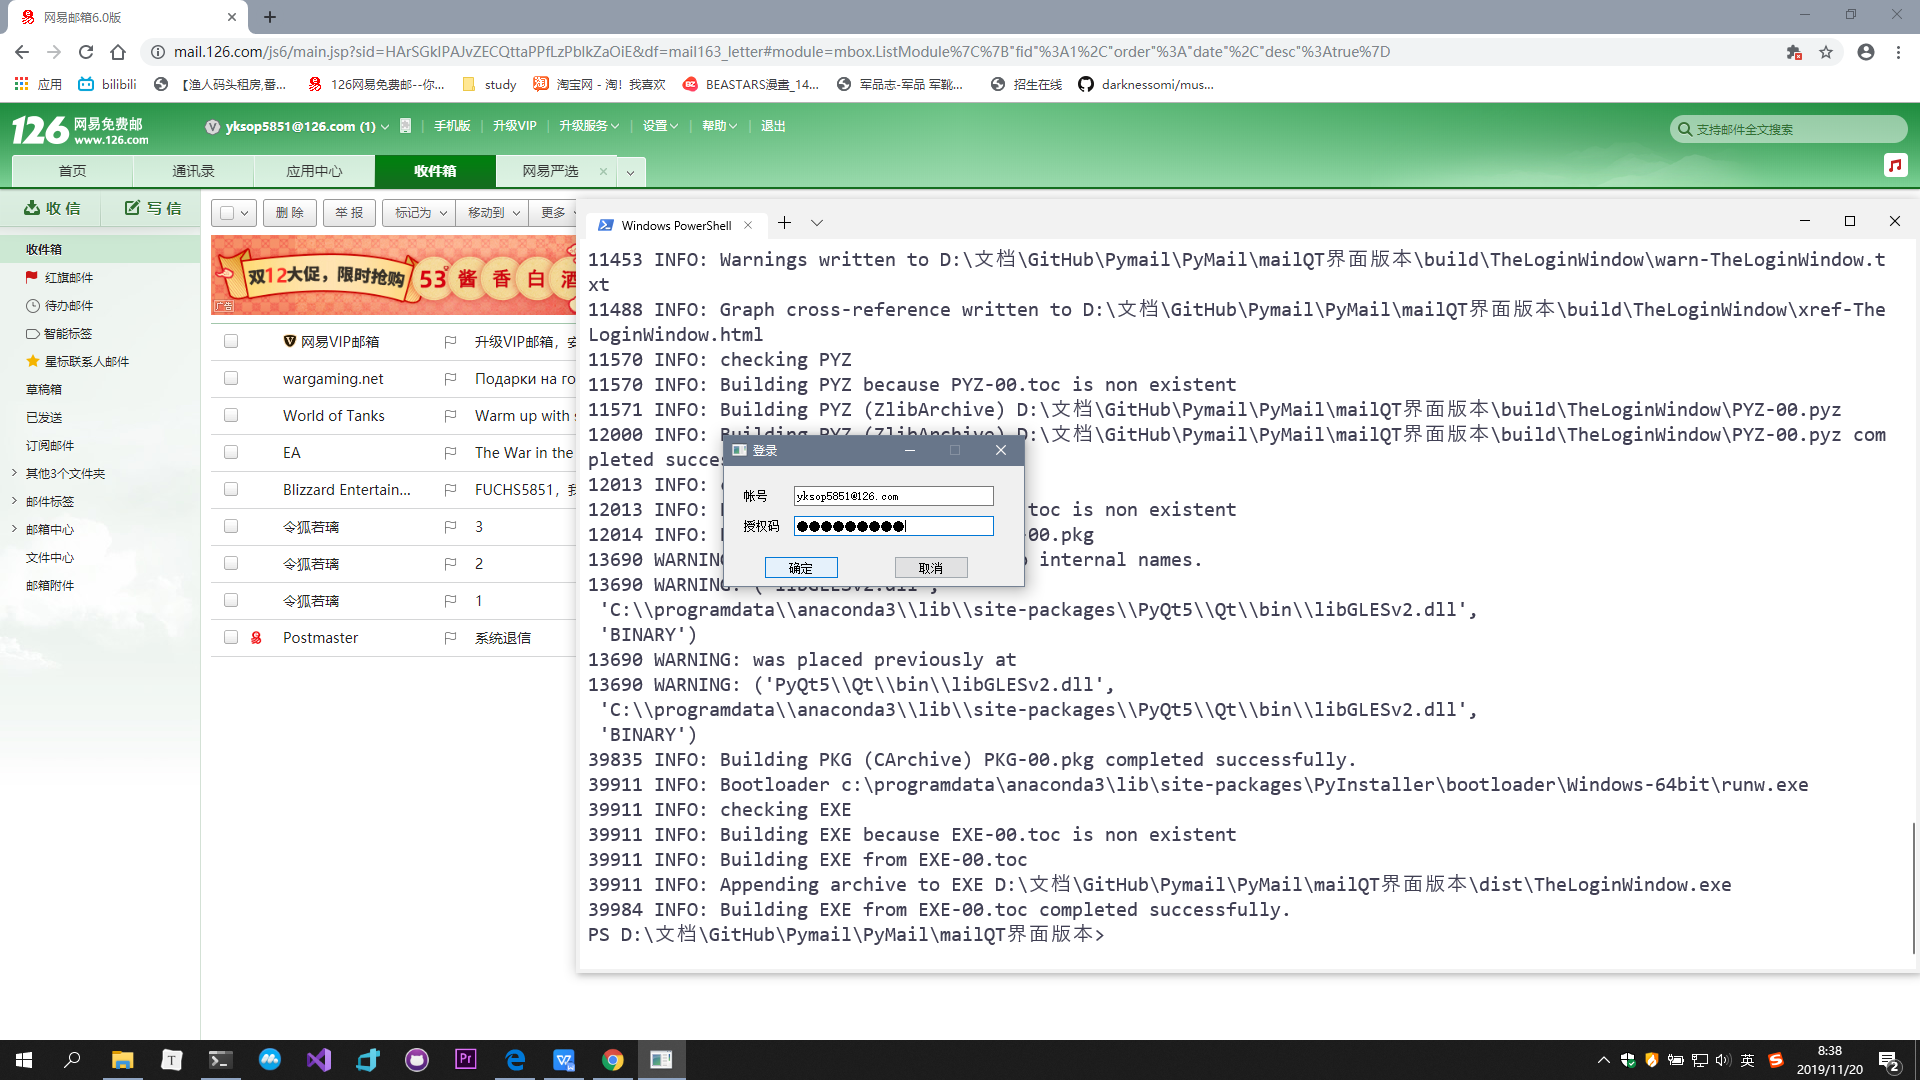 网易邮箱6.0版
mail.126.com/js6/main.jsp?sid=HArSGklPAJvZECQttaPPfLzPblkZaOiE&df=mail163_letter#module=mbox.ListModule%7C%7B"fid"%3A1%2C"order"%3A"date"%2C"desc"%3Atrue%7D
应用 bilibili 【渔人码头租房,番... 126网易免费邮--你... study 淘宝网 - 淘！我喜欢 BEASTARS漫畫_14... 军品志-军品 军靴... 招生在线 darknessomi/mus...
126 网易免费邮
www.126.com
yksop5851@126.com (1) 手机版 升级VIP 升级服务 设置 帮助 退出
支持邮件全文搜索
首页 通讯录 应用中心 收件箱 网易严选
收 信 写 信
删 除 举 报 标记为 移动到 更多
收件箱
红旗邮件
待办邮件
智能标签
星标联系人邮件
草稿箱
已发送
订阅邮件
其他3个文件夹
邮件标签
邮箱中心
文件中心
邮箱附件
双12大促，限时抢购 53° 酱 香 白 酒
广告
网易VIP邮箱 升级VIP邮箱，安
wargaming.net Подарки на го
World of Tanks Warm up with s
EA The War in the
Blizzard Entertain... FUCHS5851，我
令狐若璃 3
令狐若璃 2
令狐若璃 1
Postmaster 系统退信
Windows PowerShell
11453 INFO: Warnings written to D:\文档\GitHub\Pymail\PyMail\mailQT界面版本\build\TheLoginWindow\warn-TheLoginWindow.t
xt
11488 INFO: Graph cross-reference written to D:\文档\GitHub\Pymail\PyMail\mailQT界面版本\build\TheLoginWindow\xref-The
LoginWindow.html
11570 INFO: checking PYZ
11570 INFO: Building PYZ because PYZ-00.toc is non existent
11571 INFO: Building PYZ (ZlibArchive) D:\文档\GitHub\Pymail\PyMail\mailQT界面版本\build\TheLoginWindow\PYZ-00.pyz
12000 INFO: Building PYZ (ZlibArchive) D:\文档\GitHub\Pymail\PyMail\mailQT界面版本\build\TheLoginWindow\PYZ-00.pyz com
pleted succes
12013 INFO:
12013 INFO: toc is non existent
12014 INFO: 00.pkg
13690 WARNING internal names.
13690 WARNING: ('libGLESv2.dll',
'C:\\programdata\\anaconda3\\lib\\site-packages\\PyQt5\\Qt\\bin\\libGLESv2.dll',
'BINARY')
13690 WARNING: was placed previously at
13690 WARNING: ('PyQt5\\Qt\\bin\\libGLESv2.dll',
'C:\\programdata\\anaconda3\\lib\\site-packages\\PyQt5\\Qt\\bin\\libGLESv2.dll',
'BINARY')
39835 INFO: Building PKG (CArchive) PKG-00.pkg completed successfully.
39911 INFO: Bootloader c:\programdata\anaconda3\lib\site-packages\PyInstaller\bootloader\Windows-64bit\runw.exe
39911 INFO: checking EXE
39911 INFO: Building EXE because EXE-00.toc is non existent
39911 INFO: Building EXE from EXE-00.toc
39911 INFO: Appending archive to EXE D:\文档\GitHub\Pymail\PyMail\mailQT界面版本\dist\TheLoginWindow.exe
39984 INFO: Building EXE from EXE-00.toc completed successfully.
PS D:\文档\GitHub\Pymail\PyMail\mailQT界面版本>
登录
帐号 yksop5851@126.com
授权码 ●●●●●●●●●
确定 取消
英
8:38
2019/11/20
2